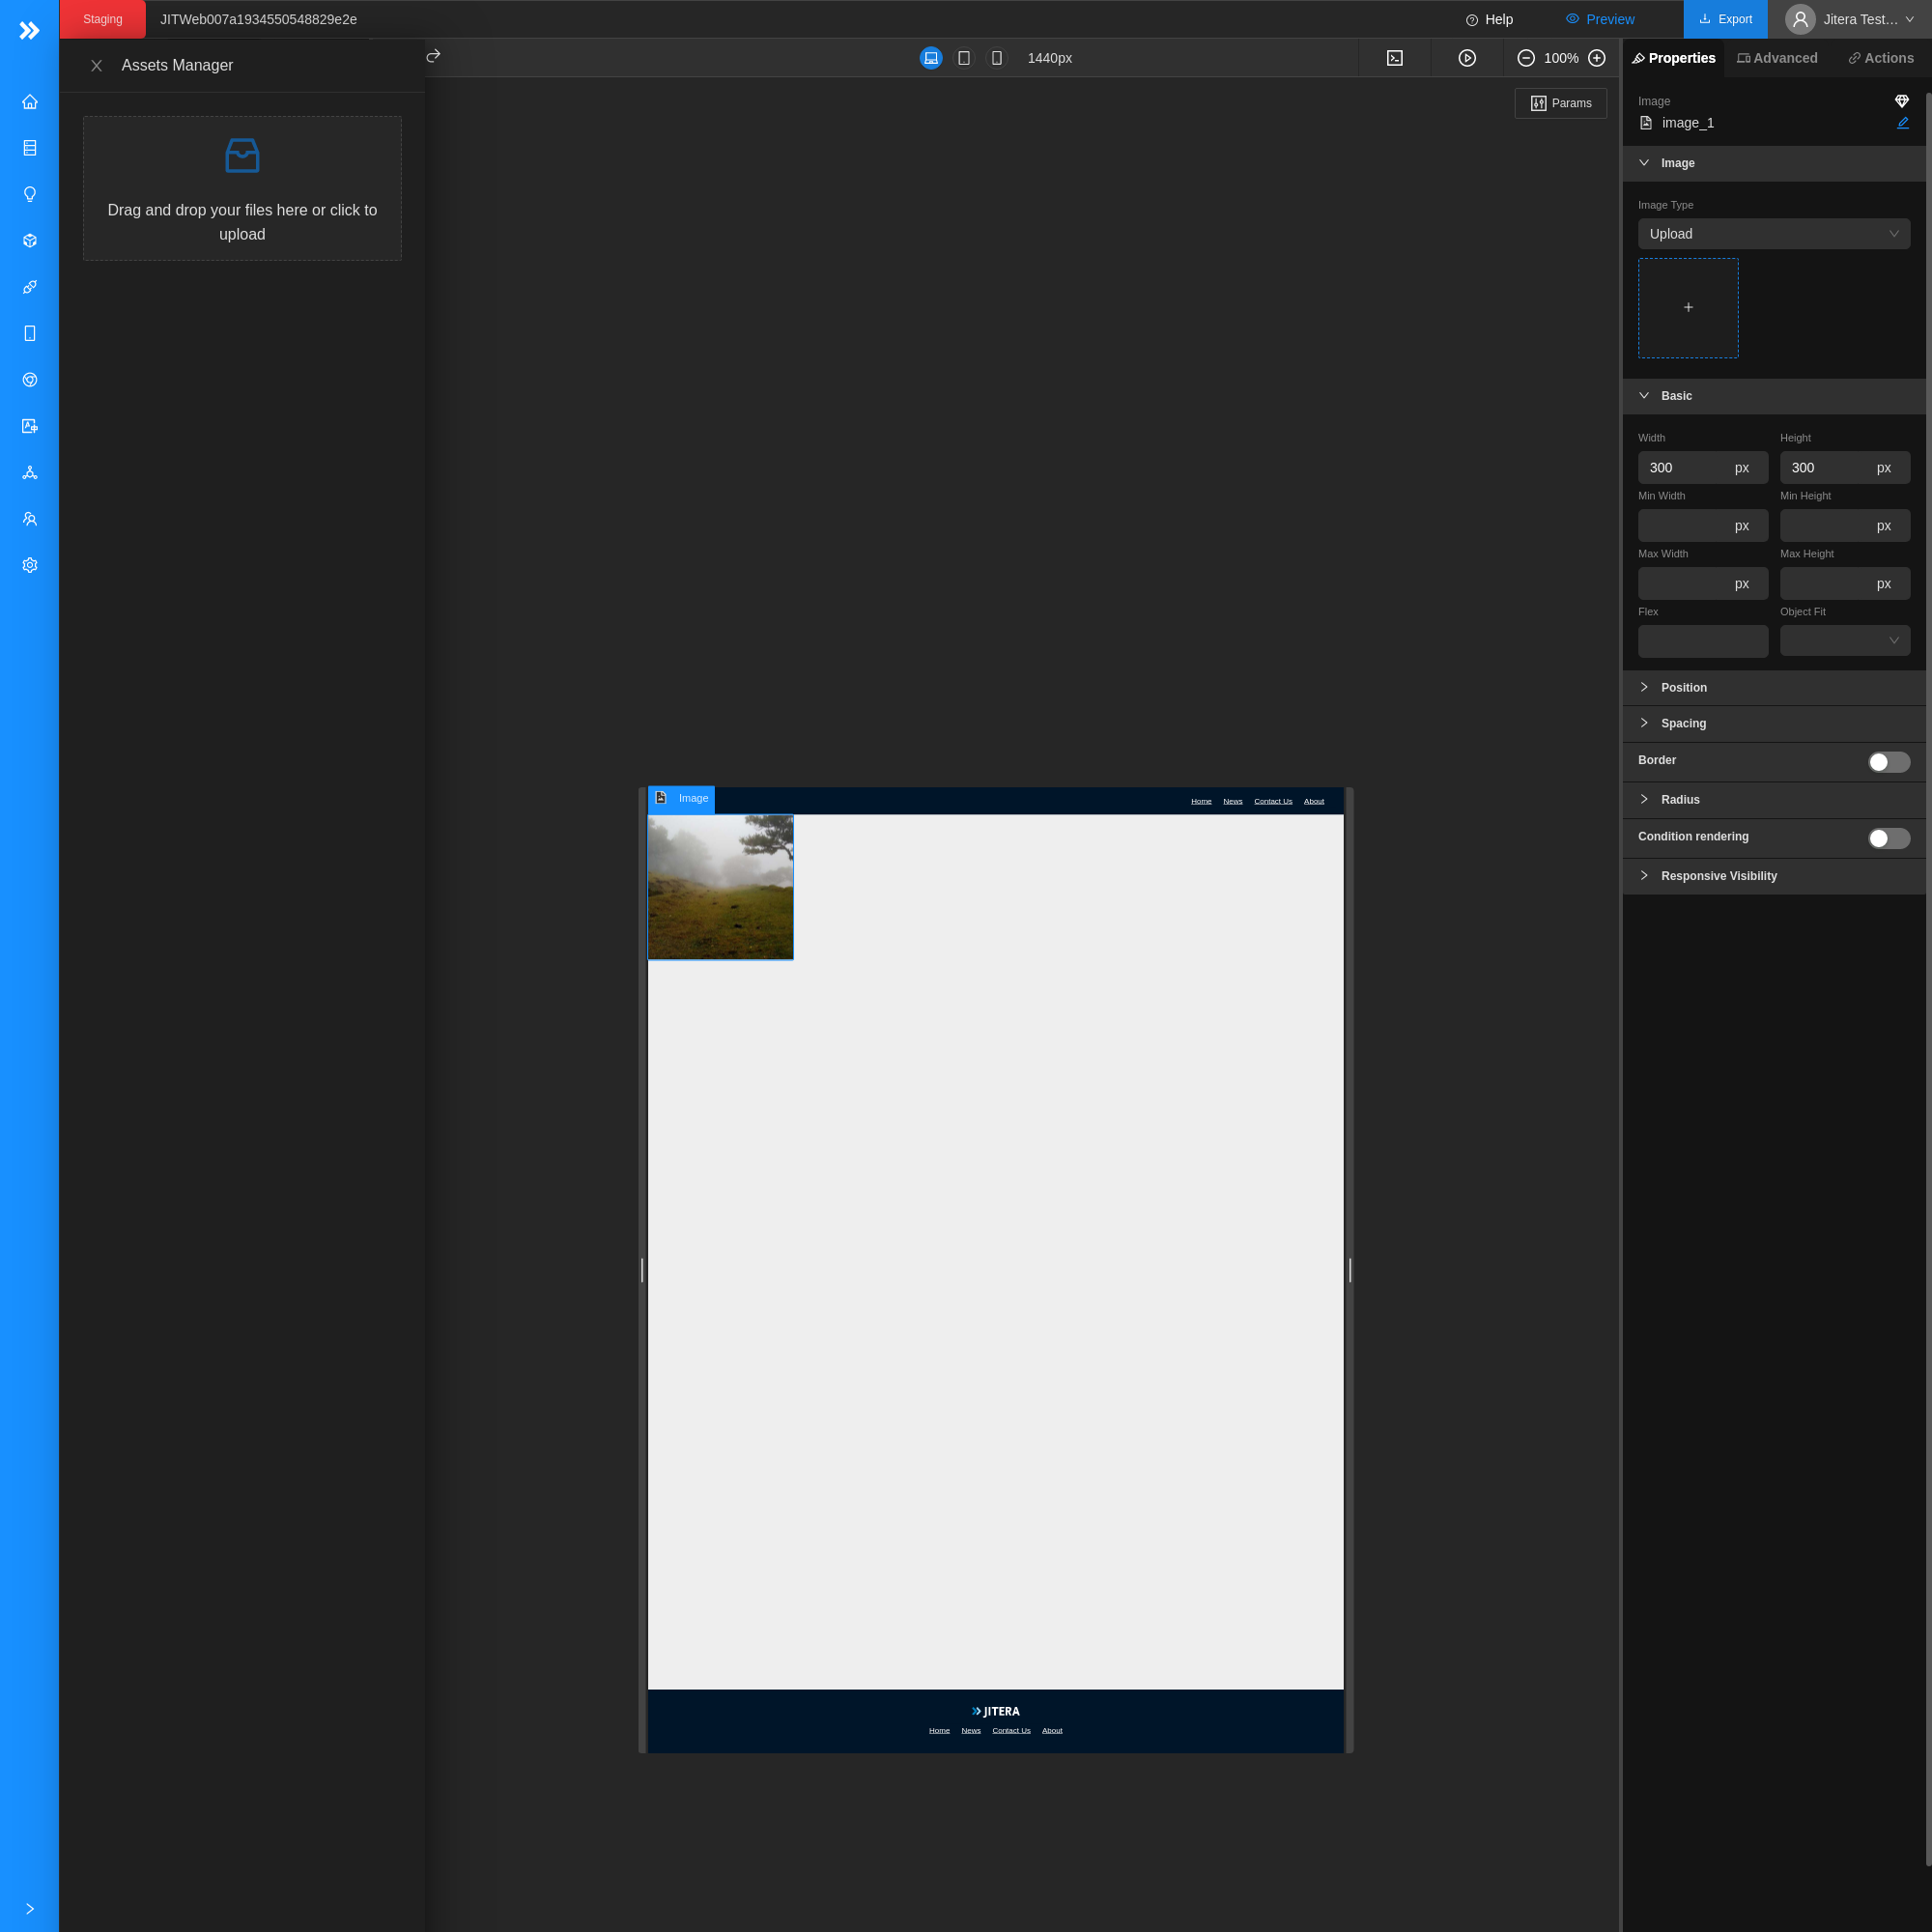 Staging
JITWeb007a1934550548829e2e
Help
Preview
Export
Jitera Test...
Assets Manager
1440px
100%
Properties
Advanced
Actions
Params
Drag and drop your files here or click to
upload
Image
image_1
Image
Image Type
Upload
Basic
Width
Height
300 px
300 px
Min Width
Min Height
px
px
Max Width
Max Height
px
px
Flex
Object Fit
Position
Spacing
Border
Radius
Condition rendering
Responsive Visibility
Image
Home News Contact Us About
JITERA
Home News Contact Us About